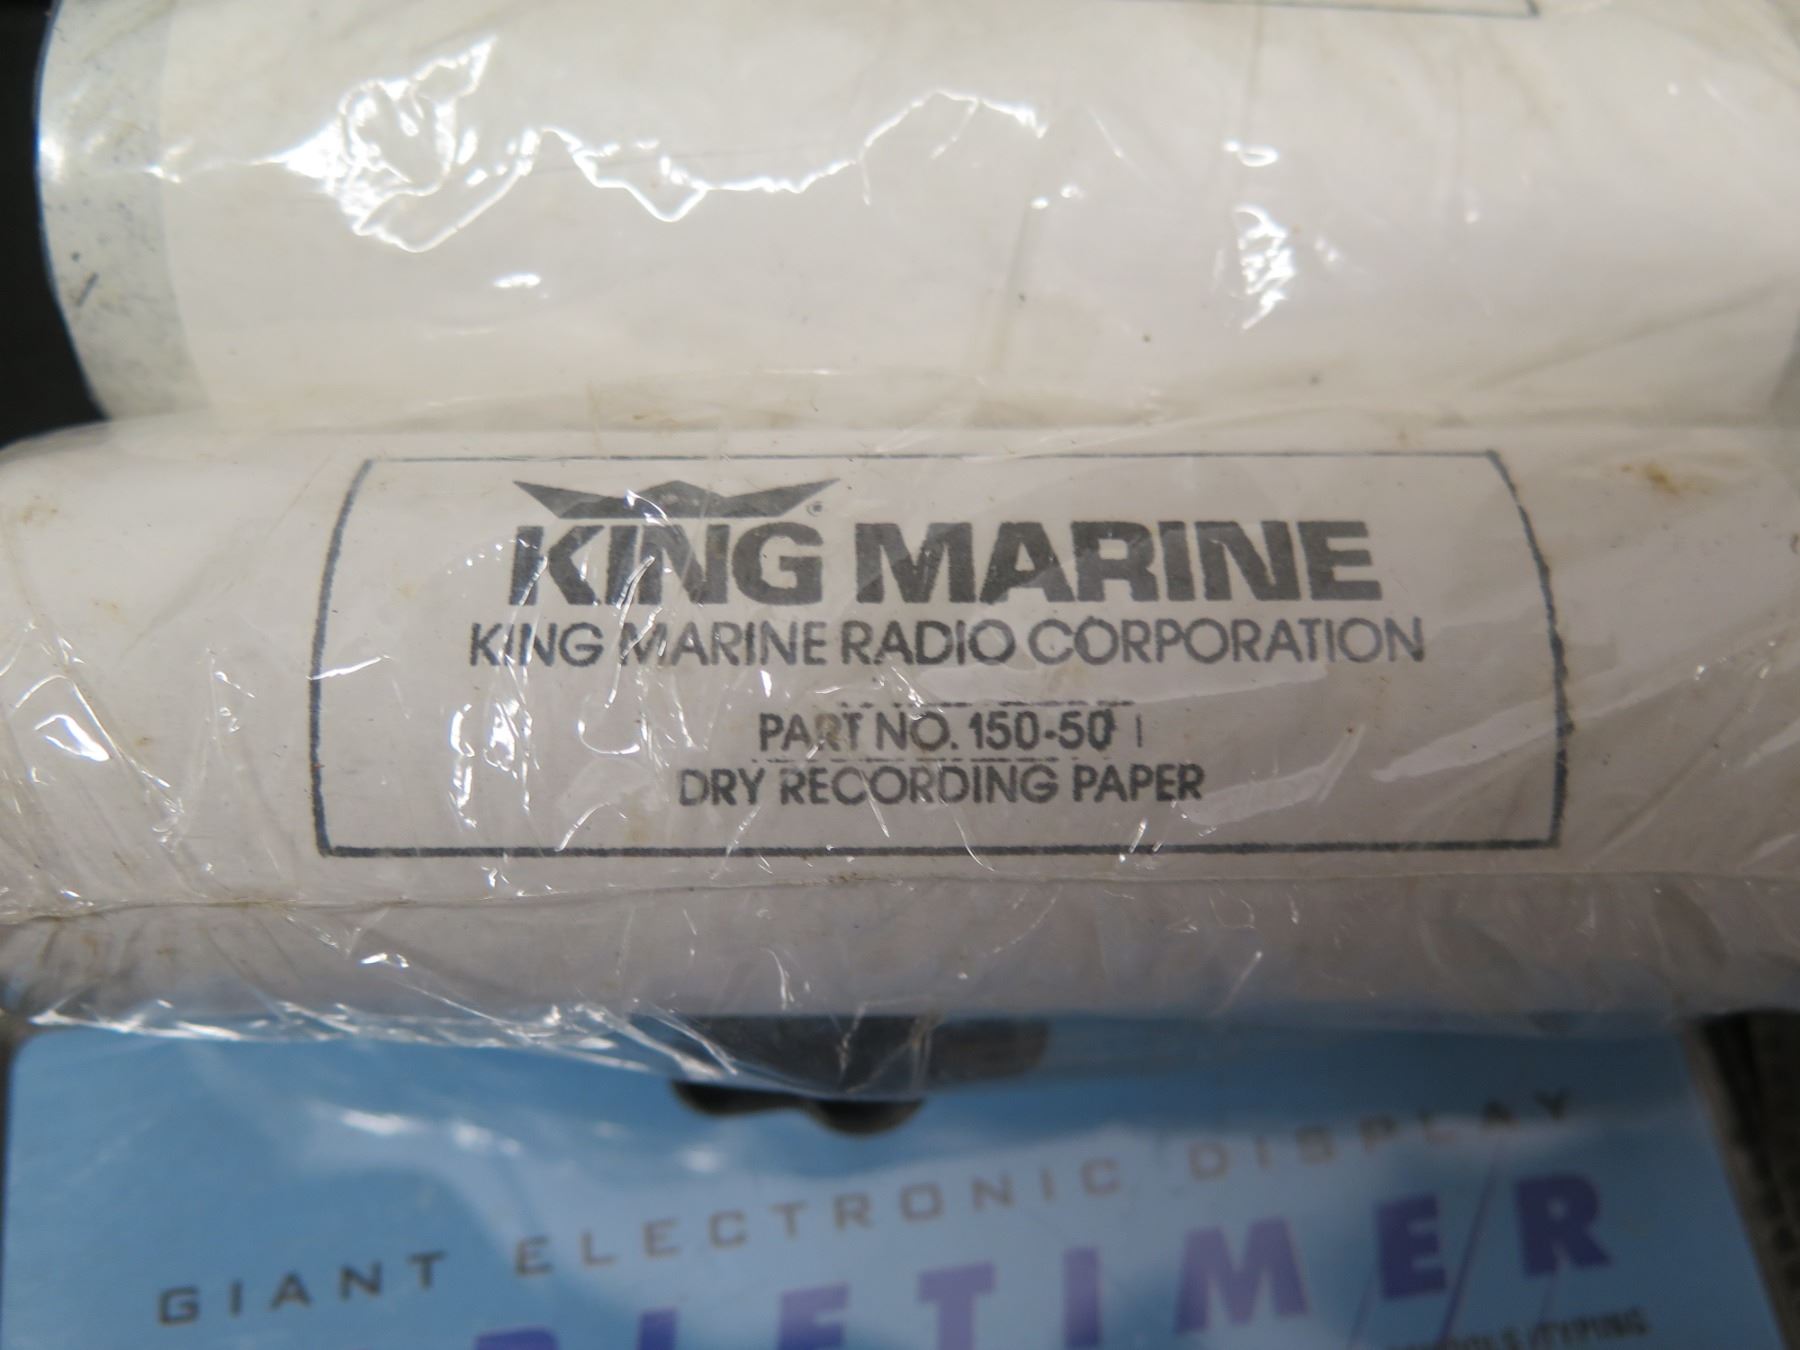 KING MARINE
KING MARINE RADIO CORPORATION
PART NO. 150-50
DRY RECORDING PAPER
GIANT ELECTRONIC DISPLAY